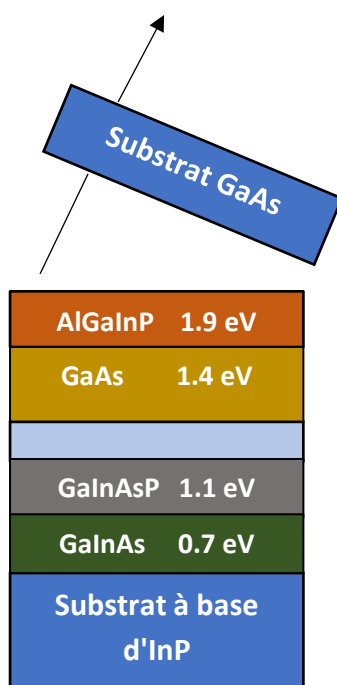 Substrat GaAs
AlGaInP 1.9 eV
GaAs 1.4 eV
GaInAsP 1.1 eV
GaInAs 0.7 eV
Substrat à base
d'InP